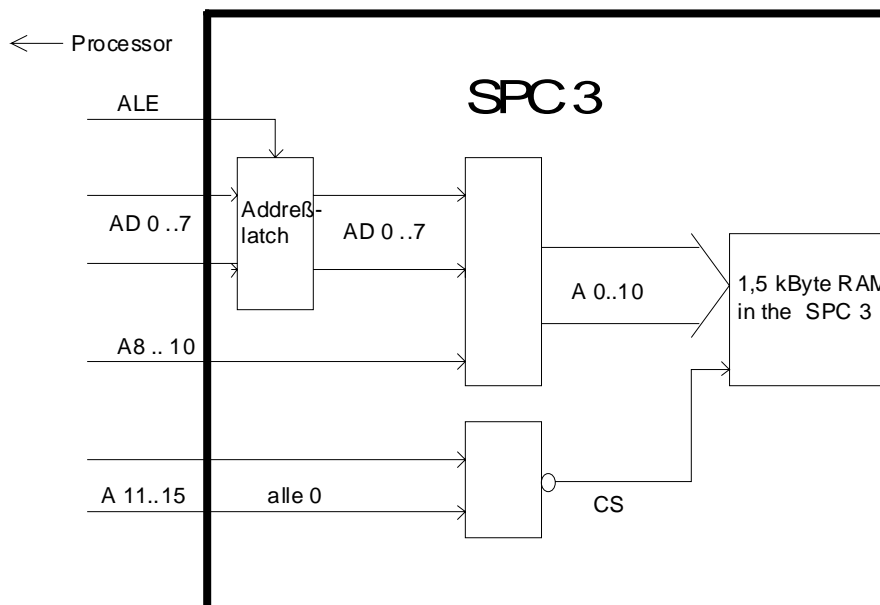 Processor
SPC 3
ALE
Addreß-
latch
AD 0 ..7
AD 0 ..7
A 0..10
1,5 kByte RAM
in the SPC 3
A8 .. 10
A 11..15
alle 0
CS